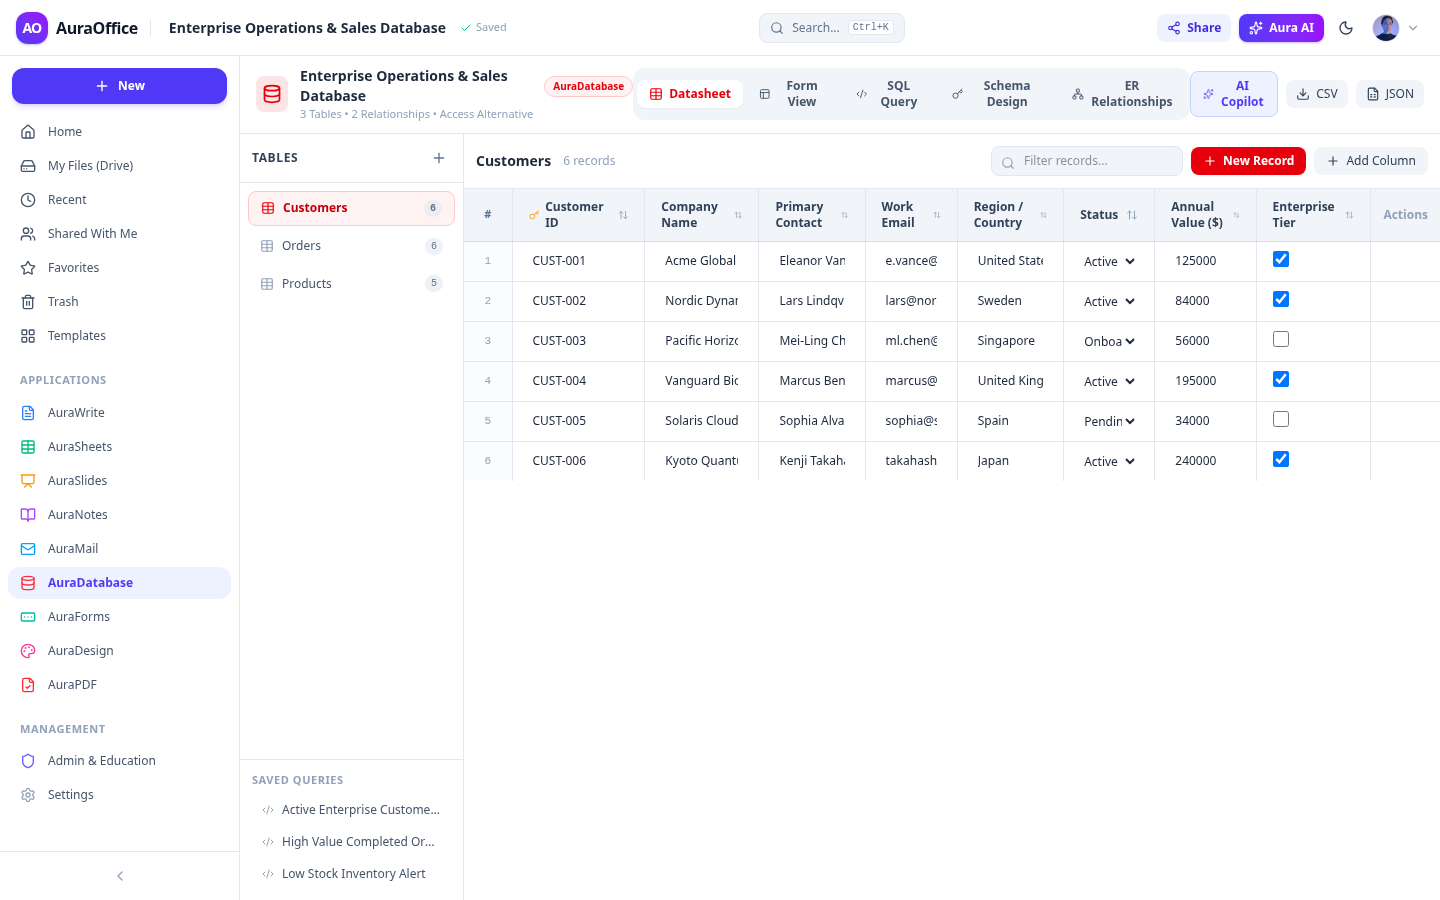 AO AuraOffice
Enterprise Operations & Sales Database
Saved
Search...
Ctrl+K
Share
Aura AI
New
Home
My Files (Drive)
Recent
Shared With Me
Favorites
Trash
Templates
APPLICATIONS
AuraWrite
AuraSheets
AuraSlides
AuraNotes
AuraMail
AuraDatabase
AuraForms
AuraDesign
AuraPDF
MANAGEMENT
Admin & Education
Settings
Enterprise Operations & Sales
Database
AuraDatabase
3 Tables • 2 Relationships • Access Alternative
Datasheet
Form
View
SQL
Query
Schema
Design
ER
Relationships
AI
Copilot
CSV
JSON
TABLES
Customers 6
Orders 6
Products 5
SAVED QUERIES
Active Enterprise Custome...
High Value Completed Or...
Low Stock Inventory Alert
Customers 6 records
Filter records...
New Record
Add Column
#
Customer
ID
Company
Name
Primary
Contact
Work
Email
Region /
Country
Status
Annual
Value ($)
Enterprise
Tier
Actions
1 CUST-001 Acme Global Eleanor Van e.vance@ United State Active 125000
2 CUST-002 Nordic Dynar Lars Lindqv lars@nor Sweden Active 84000
3 CUST-003 Pacific Horizo Mei-Ling Ch ml.chen@ Singapore Onboa 56000
4 CUST-004 Vanguard Bio Marcus Ben marcus@ United King Active 195000
5 CUST-005 Solaris Cloud Sophia Alva sophia@s Spain Pendin 34000
6 CUST-006 Kyoto Quantu Kenji Takaha takahash Japan Active 240000